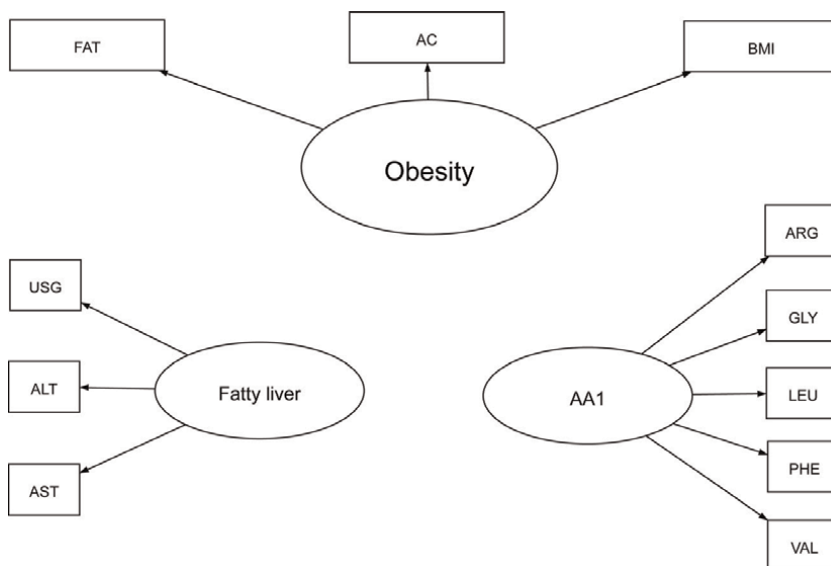 FAT
AC
BMI
Obesity
ARG
USG
GLY
ALT
Fatty liver
AA1
LEU
PHE
AST
VAL